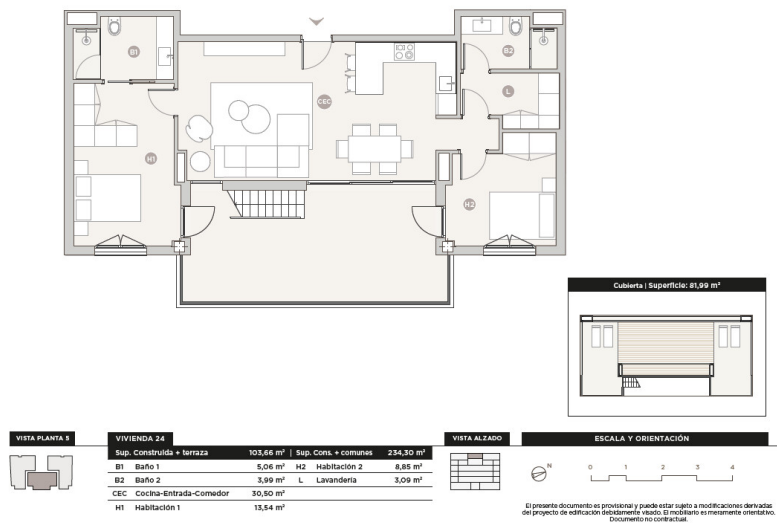 B1
B2
CEC
L
H1
H2
Cubierta | Superficie: 81,99 m²
VISTA PLANTA 5
VIVIENDA 24
Sup. Construida + terraza 103,66 m² | Sup. Cons. + comunes 234,30 m²
B1 Baño 1 5,06 m² H2 Habitación 2 8,85 m²
B2 Baño 2 3,99 m² L Lavandería 3,09 m²
CEC Cocina-Entrada-Comedor 30,50 m²
H1 Habitación 1 13,54 m²
VISTA ALZADO
ESCALA Y ORIENTACIÓN
N
0 1 2 3 4
El presente documento es provisional y puede estar sujeto a modificaciones derivadas
del proyecto de edificación debidamente visado. El mobiliario es meramente orientativo.
Documento no contractual.